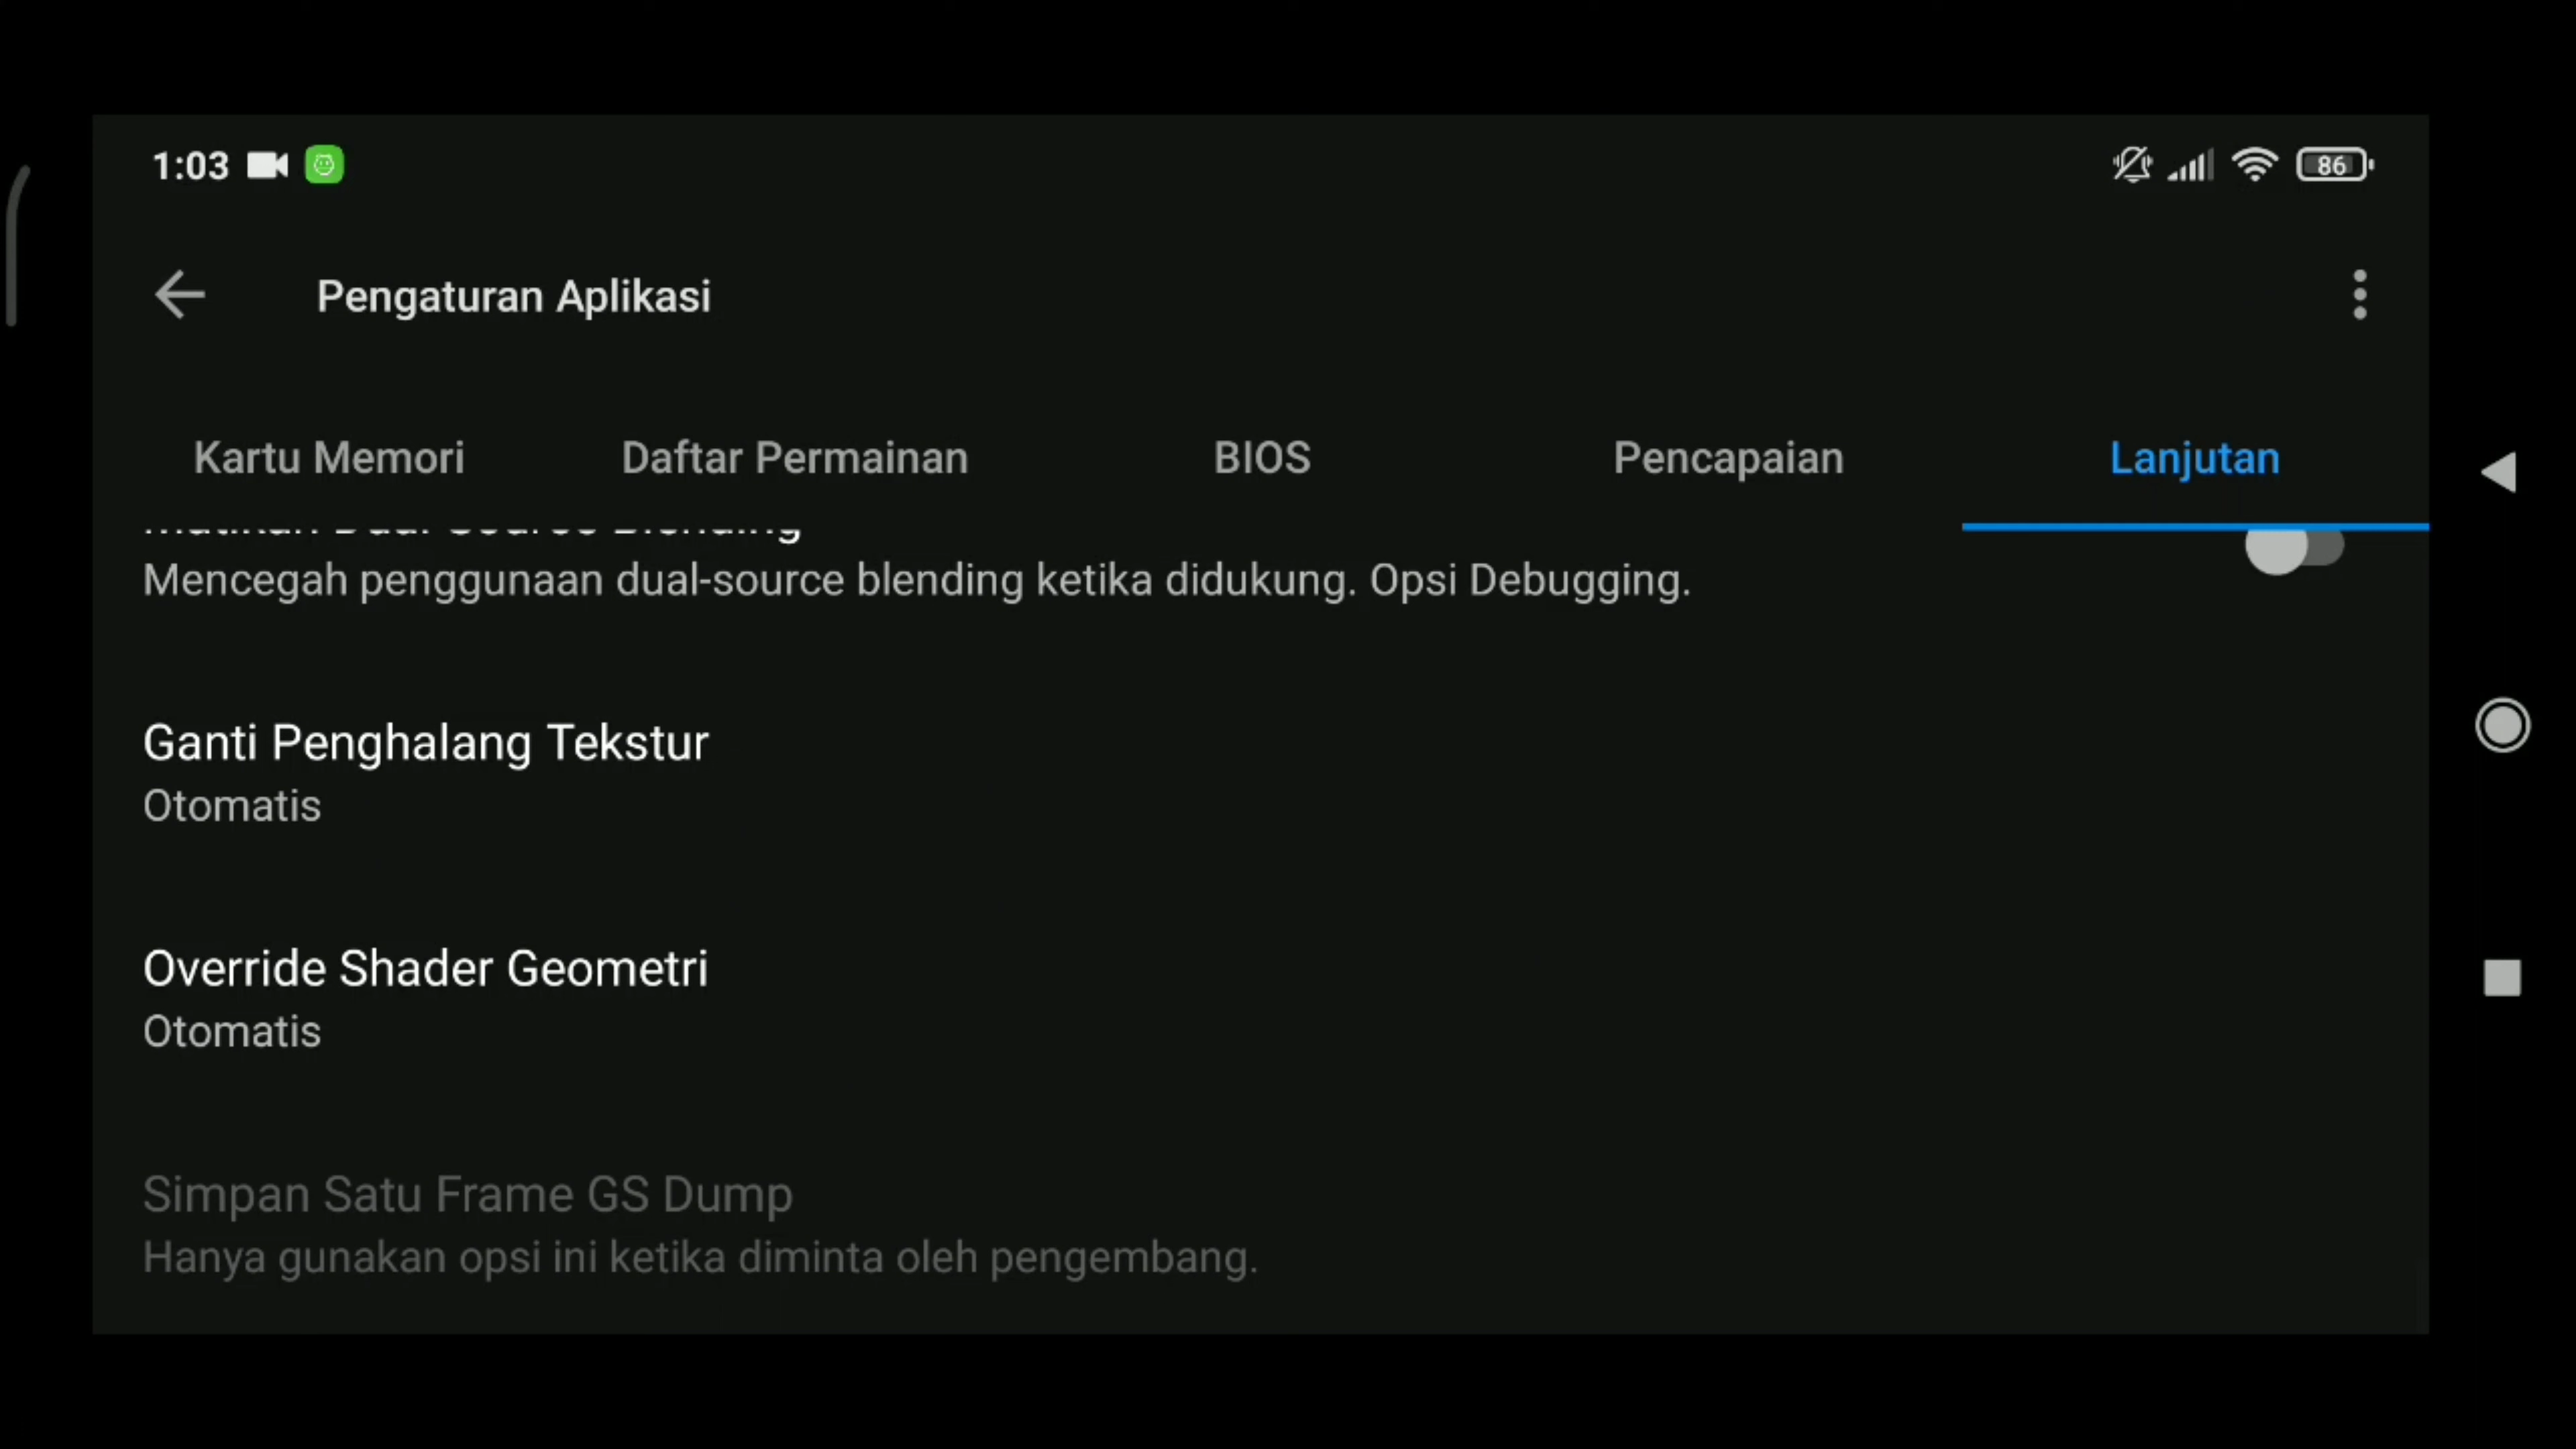 1:03
86
Pengaturan Aplikasi
Kartu Memori
Daftar Permainan
BIOS
Pencapaian
Lanjutan
Mencegah penggunaan dual-source blending ketika didukung. Opsi Debugging.
Ganti Penghalang Tekstur
Otomatis
Override Shader Geometri
Otomatis
Simpan Satu Frame GS Dump
Hanya gunakan opsi ini ketika diminta oleh pengembang.